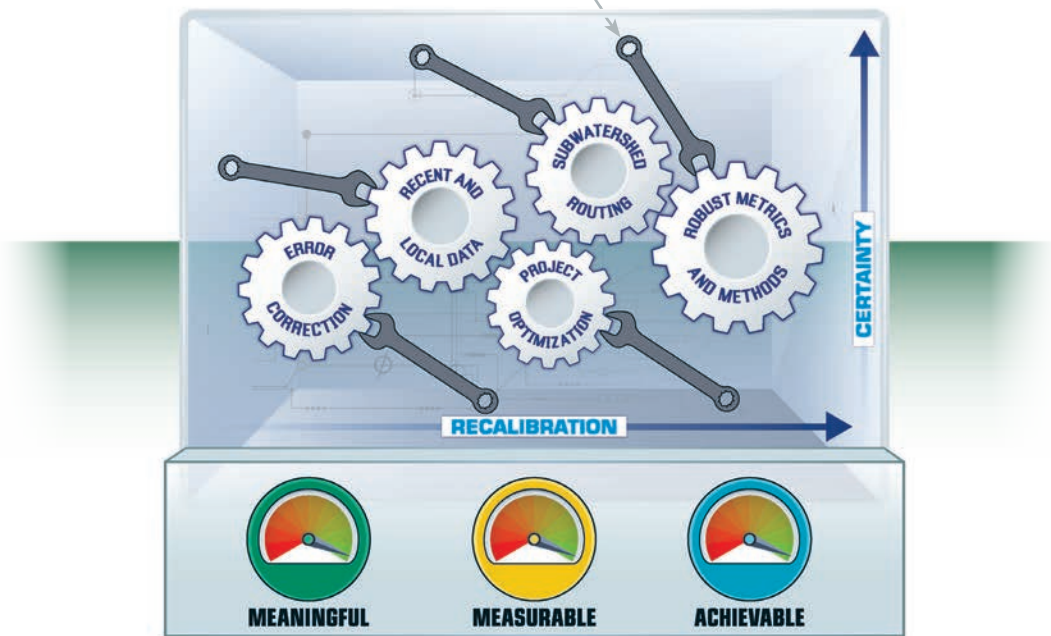 SUBWATERSHED
ROUTING
RECENT AND
LOCAL DATA
ROBUST METRICS
AND METHODS
ERROR
CORRECTION
PROJECT
OPTIMIZATION
CERTAINTY
RECALIBRATION
MEANINGFUL
MEASURABLE
ACHIEVABLE